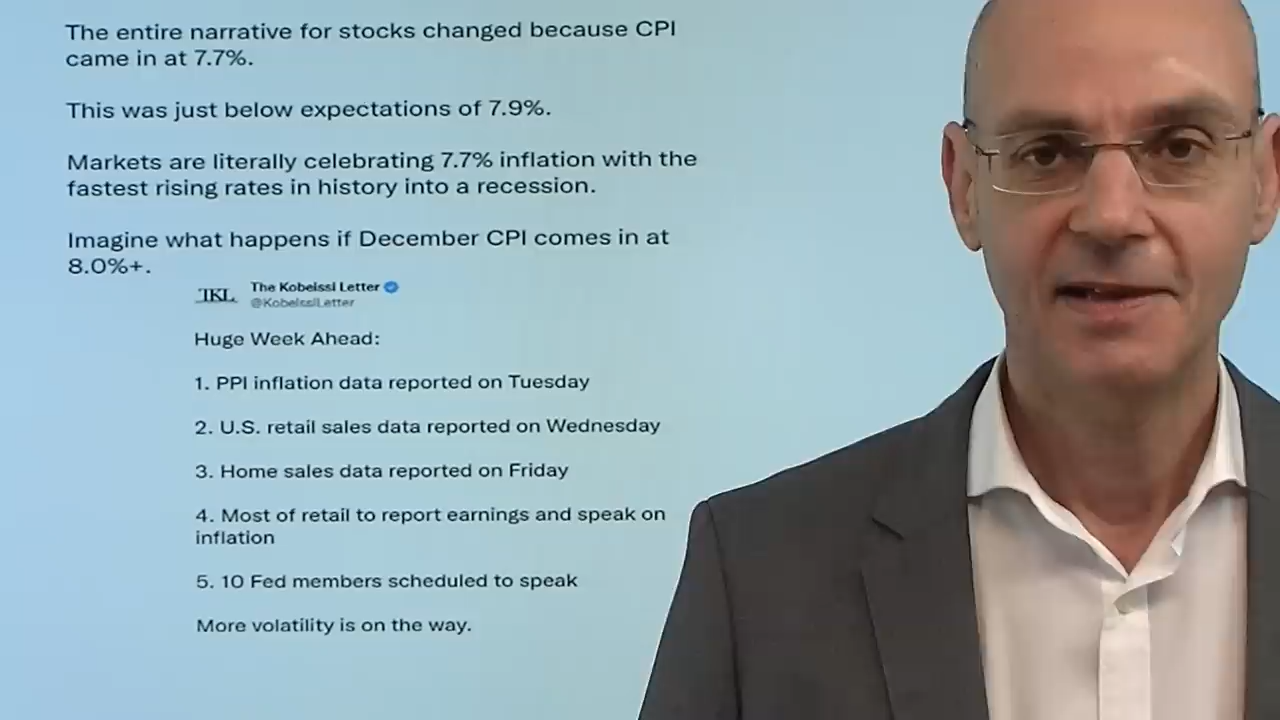 The entire narrative for stocks changed because CPI
came in at 7.7%.
This was just below expectations of 7.9%.
Markets are literally celebrating 7.7% inflation with the
fastest rising rates in history into a recession.
Imagine what happens if December CPI comes in at
8.0%+.
TKL The Kobeissi Letter
@KobeissiLetter
Huge Week Ahead:
1. PPI inflation data reported on Tuesday
2. U.S. retail sales data reported on Wednesday
3. Home sales data reported on Friday
4. Most of retail to report earnings and speak on
inflation
5. 10 Fed members scheduled to speak
More volatility is on the way.